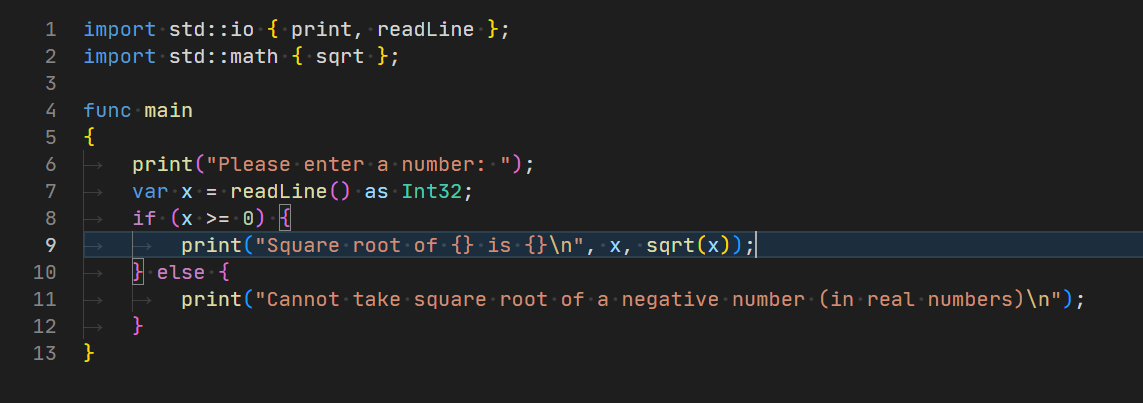 1 import std::io { print, readLine };
2 import std::math { sqrt };
3
4 func main
5 {
6 print("Please enter a number: ");
7 var x = readLine() as Int32;
8 if (x >= 0) {
9 print("Square root of {} is {}\n", x, sqrt(x));
10 } else {
11 print("Cannot take square root of a negative number (in real numbers)\n");
12 }
13 }